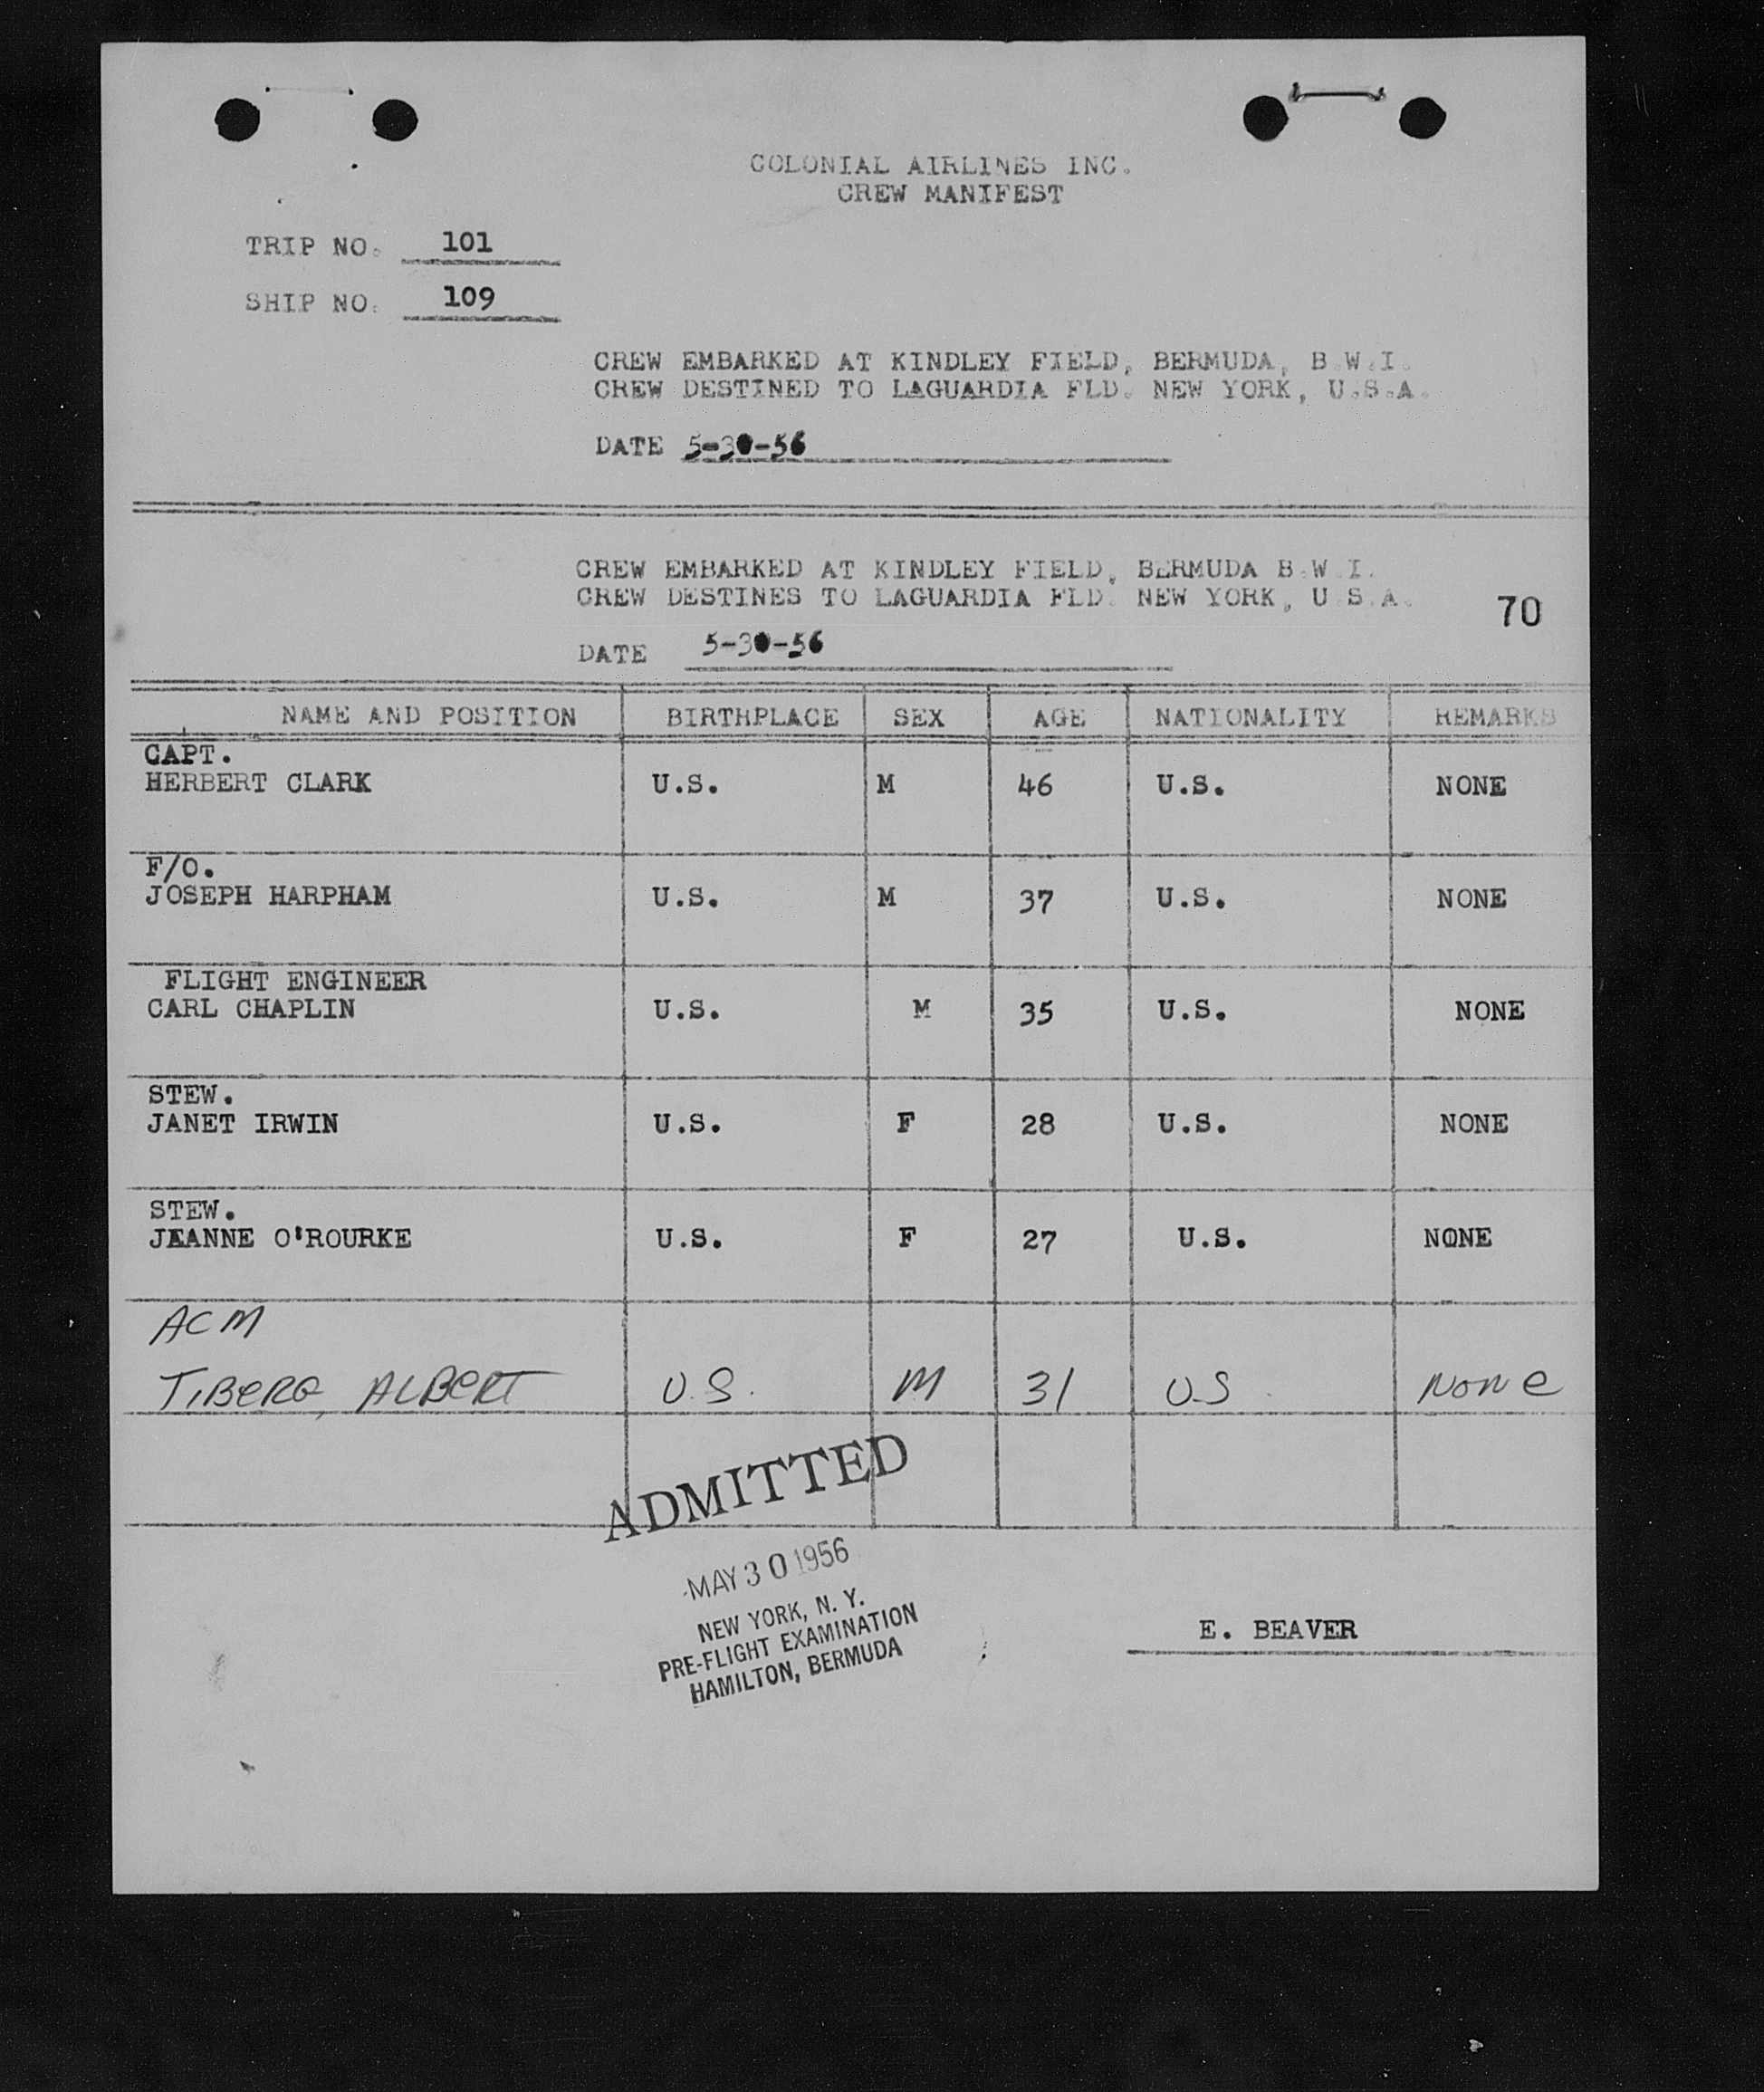 COLONIAL AIRLINES INC.
CREW MANIFEST
TRIP NO. 101
SHIP NO. 109
CREW EMBARKED AT KINDLEY FIELD, BERMUDA, B.W.I.
CREW DESTINED TO LAGUARDIA FLD. NEW YORK, U.S.A.
DATE 5-30-56
CREW EMBARKED AT KINDLEY FIELD, BERMUDA B.W.I.
CREW DESTINES TO LAGUARDIA FLD. NEW YORK, U.S.A.
70
DATE 5-30-56
NAME AND POSITION BIRTHPLACE SEX AGE NATIONALITY REMARKS
CAPT.
HERBERT CLARK U.S. M 46 U.S. NONE
F/O.
JOSEPH HARPHAM U.S. M 37 U.S. NONE
FLIGHT ENGINEER
CARL CHAPLIN U.S. M 35 U.S. NONE
STEW.
JANET IRWIN U.S. F 28 U.S. NONE
STEW.
JEANNE O'ROURKE U.S. F 27 U.S. NONE
ACM
TIBERG, ALBERT U.S. M 31 U.S. None
ADMITTED
MAY 30 1956
NEW YORK, N. Y.
PRE-FLIGHT EXAMINATION
HAMILTON, BERMUDA
E. BEAVER